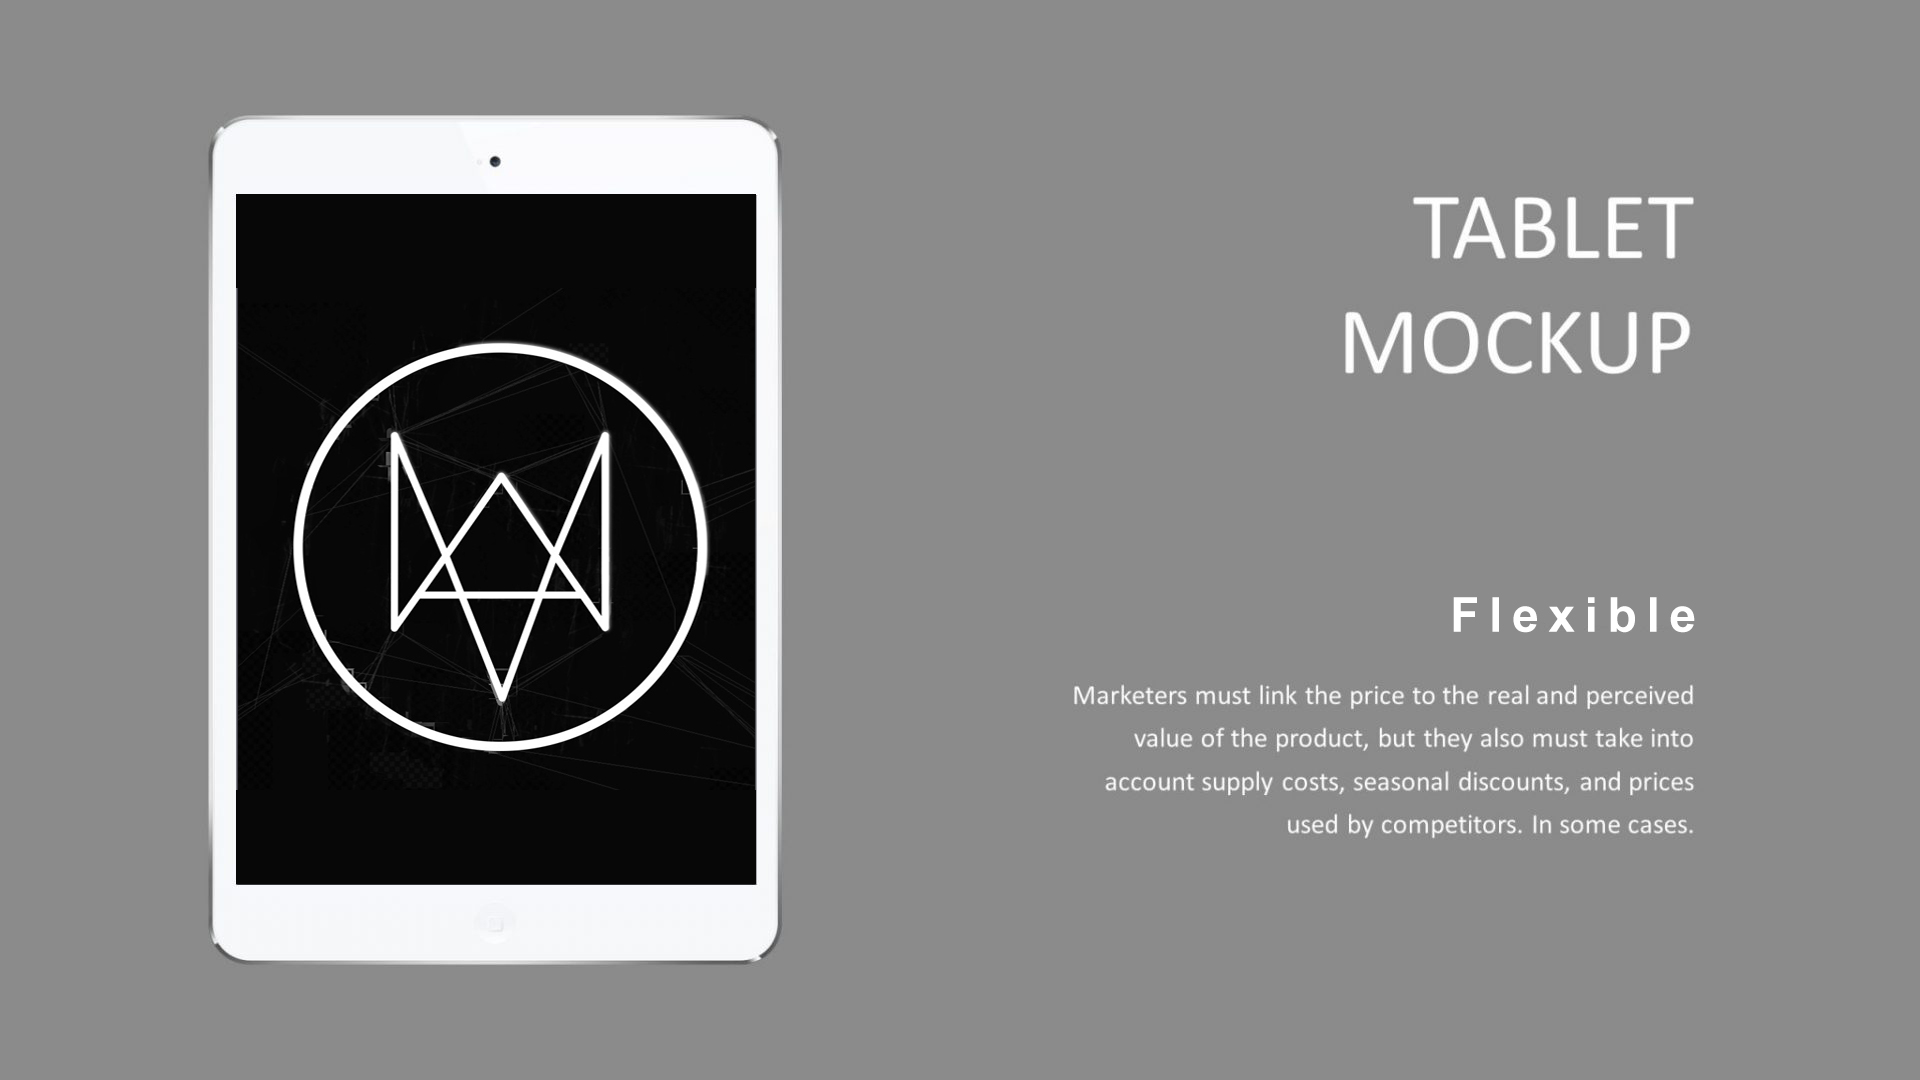 TABLET
MOCKUP
Flexible
Marketers must link the price to the real and perceived
value of the product, but they also must take into
account supply costs, seasonal discounts, and prices
used by competitors. In some cases.